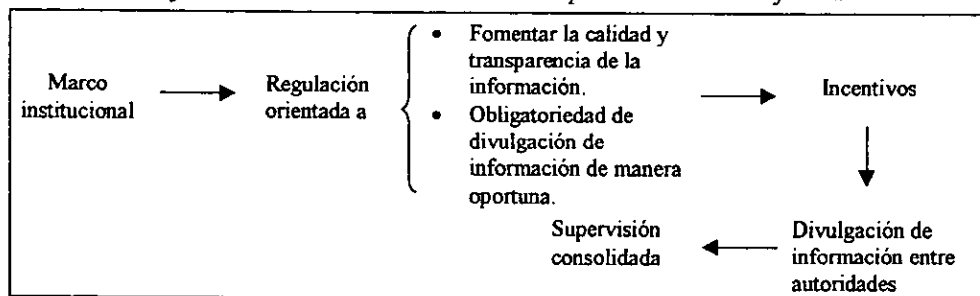 Marco
institucional
Regulación
orientada a
• Fomentar la calidad y
transparencia de la
información.
• Obligatoriedad de
divulgación de
información de manera
oportuna.
Incentivos
Divulgación de
información entre
autoridades
Supervisión
consolidada